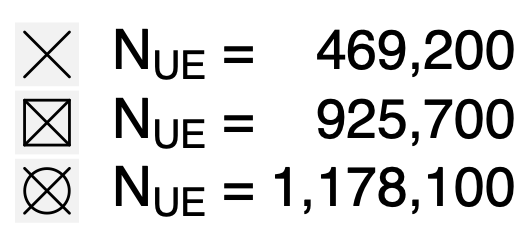 N_UE = 469,200
N_UE = 925,700
N_UE = 1,178,100